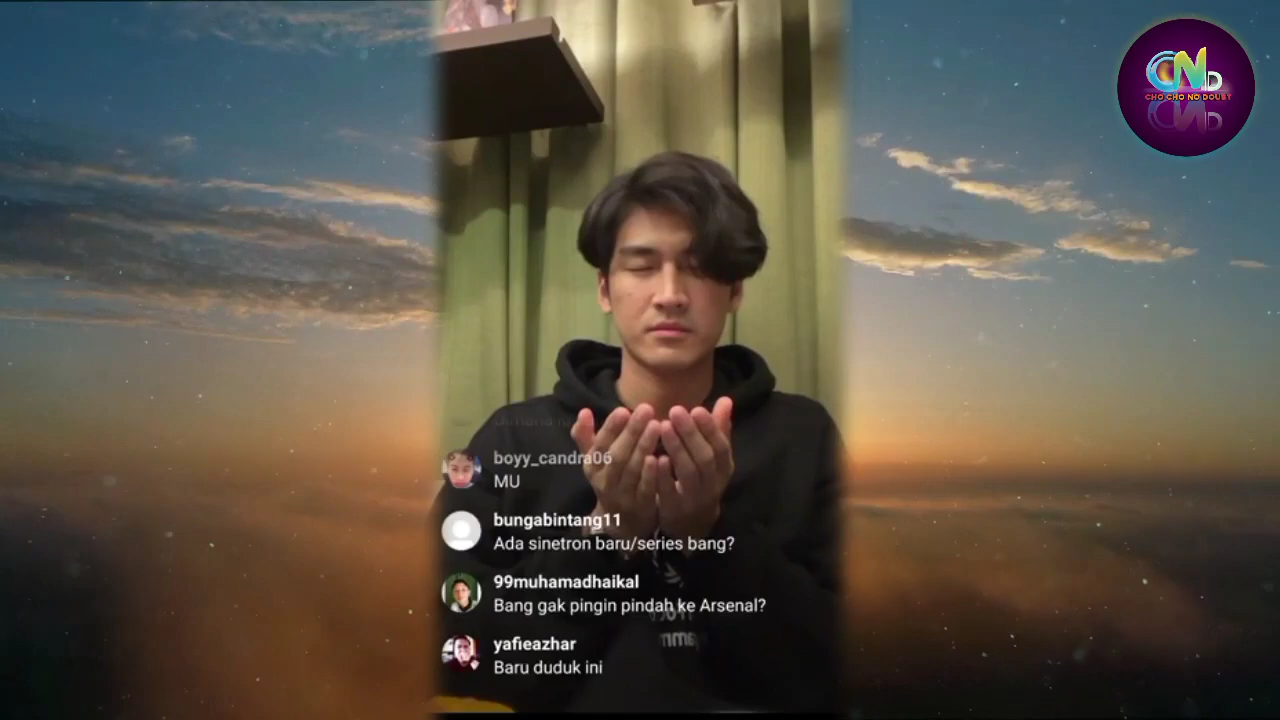 CND
CHO CHO NO DOUBT
boyy_candra06
MU
bungabintang11
Ada sinetron baru/series bang?
99muhamadhaikal
Bang gak pingin pindah ke Arsenal?
yafieazhar
Baru duduk ini